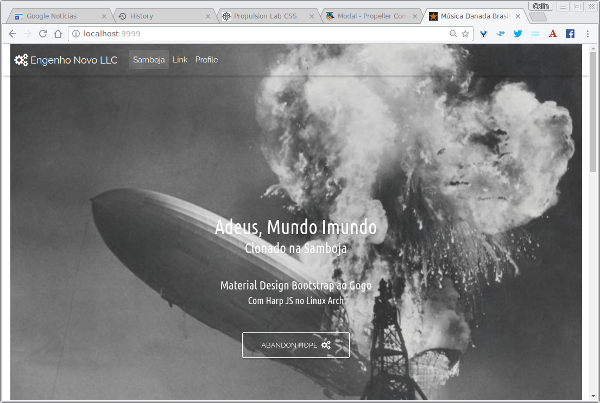 Colin
Google Notícias
History
Propulsion Lab CSS
Modal - Propeller Com
Música Danada Brasil
localhost:9999
Engenho Novo LLC
Samboja Link Profile
Adeus, Mundo Imundo
Clonado na Samboja
Material Design Bootstrap ao Gogo
Com Harp JS no Linux Arch
ABANDON HOPE